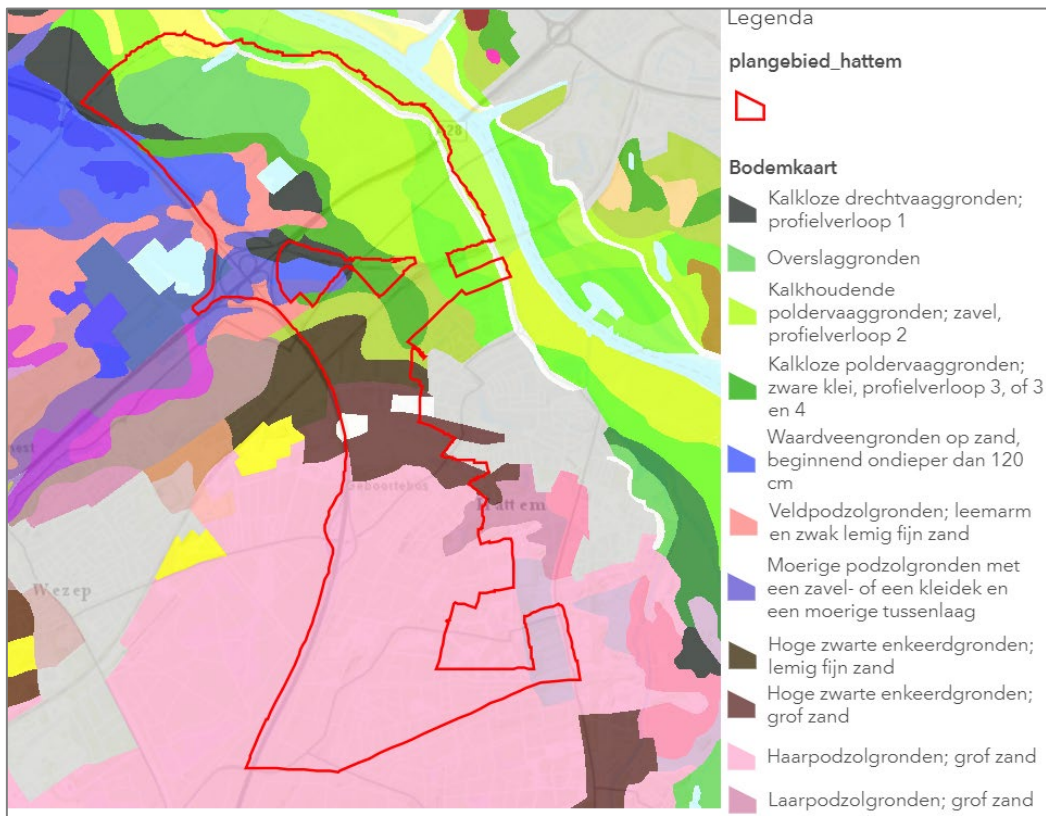 Legenda
plangebied_hattem
Bodemkaart
Kalkloze drechtvaaggronden;
profielverloop 1
Overslaggronden
Kalkhoudende
poldervaaggronden; zavel,
profielverloop 2
Kalkloze poldervaaggronden;
zware klei, profielverloop 3, of 3
en 4
Waardveengronden op zand,
beginnend ondieper dan 120
cm
Veldpodzolgronden; leemarm
en zwak lemig fijn zand
Moerige podzolgronden met
een zavel- of een kleidek en
een moerige tussenlaag
Hoge zwarte enkeerdgronden;
lemig fijn zand
Hoge zwarte enkeerdgronden;
grof zand
Haarpodzolgronden; grof zand
Laarpodzolgronden; grof zand
28
Hattem
Wezep